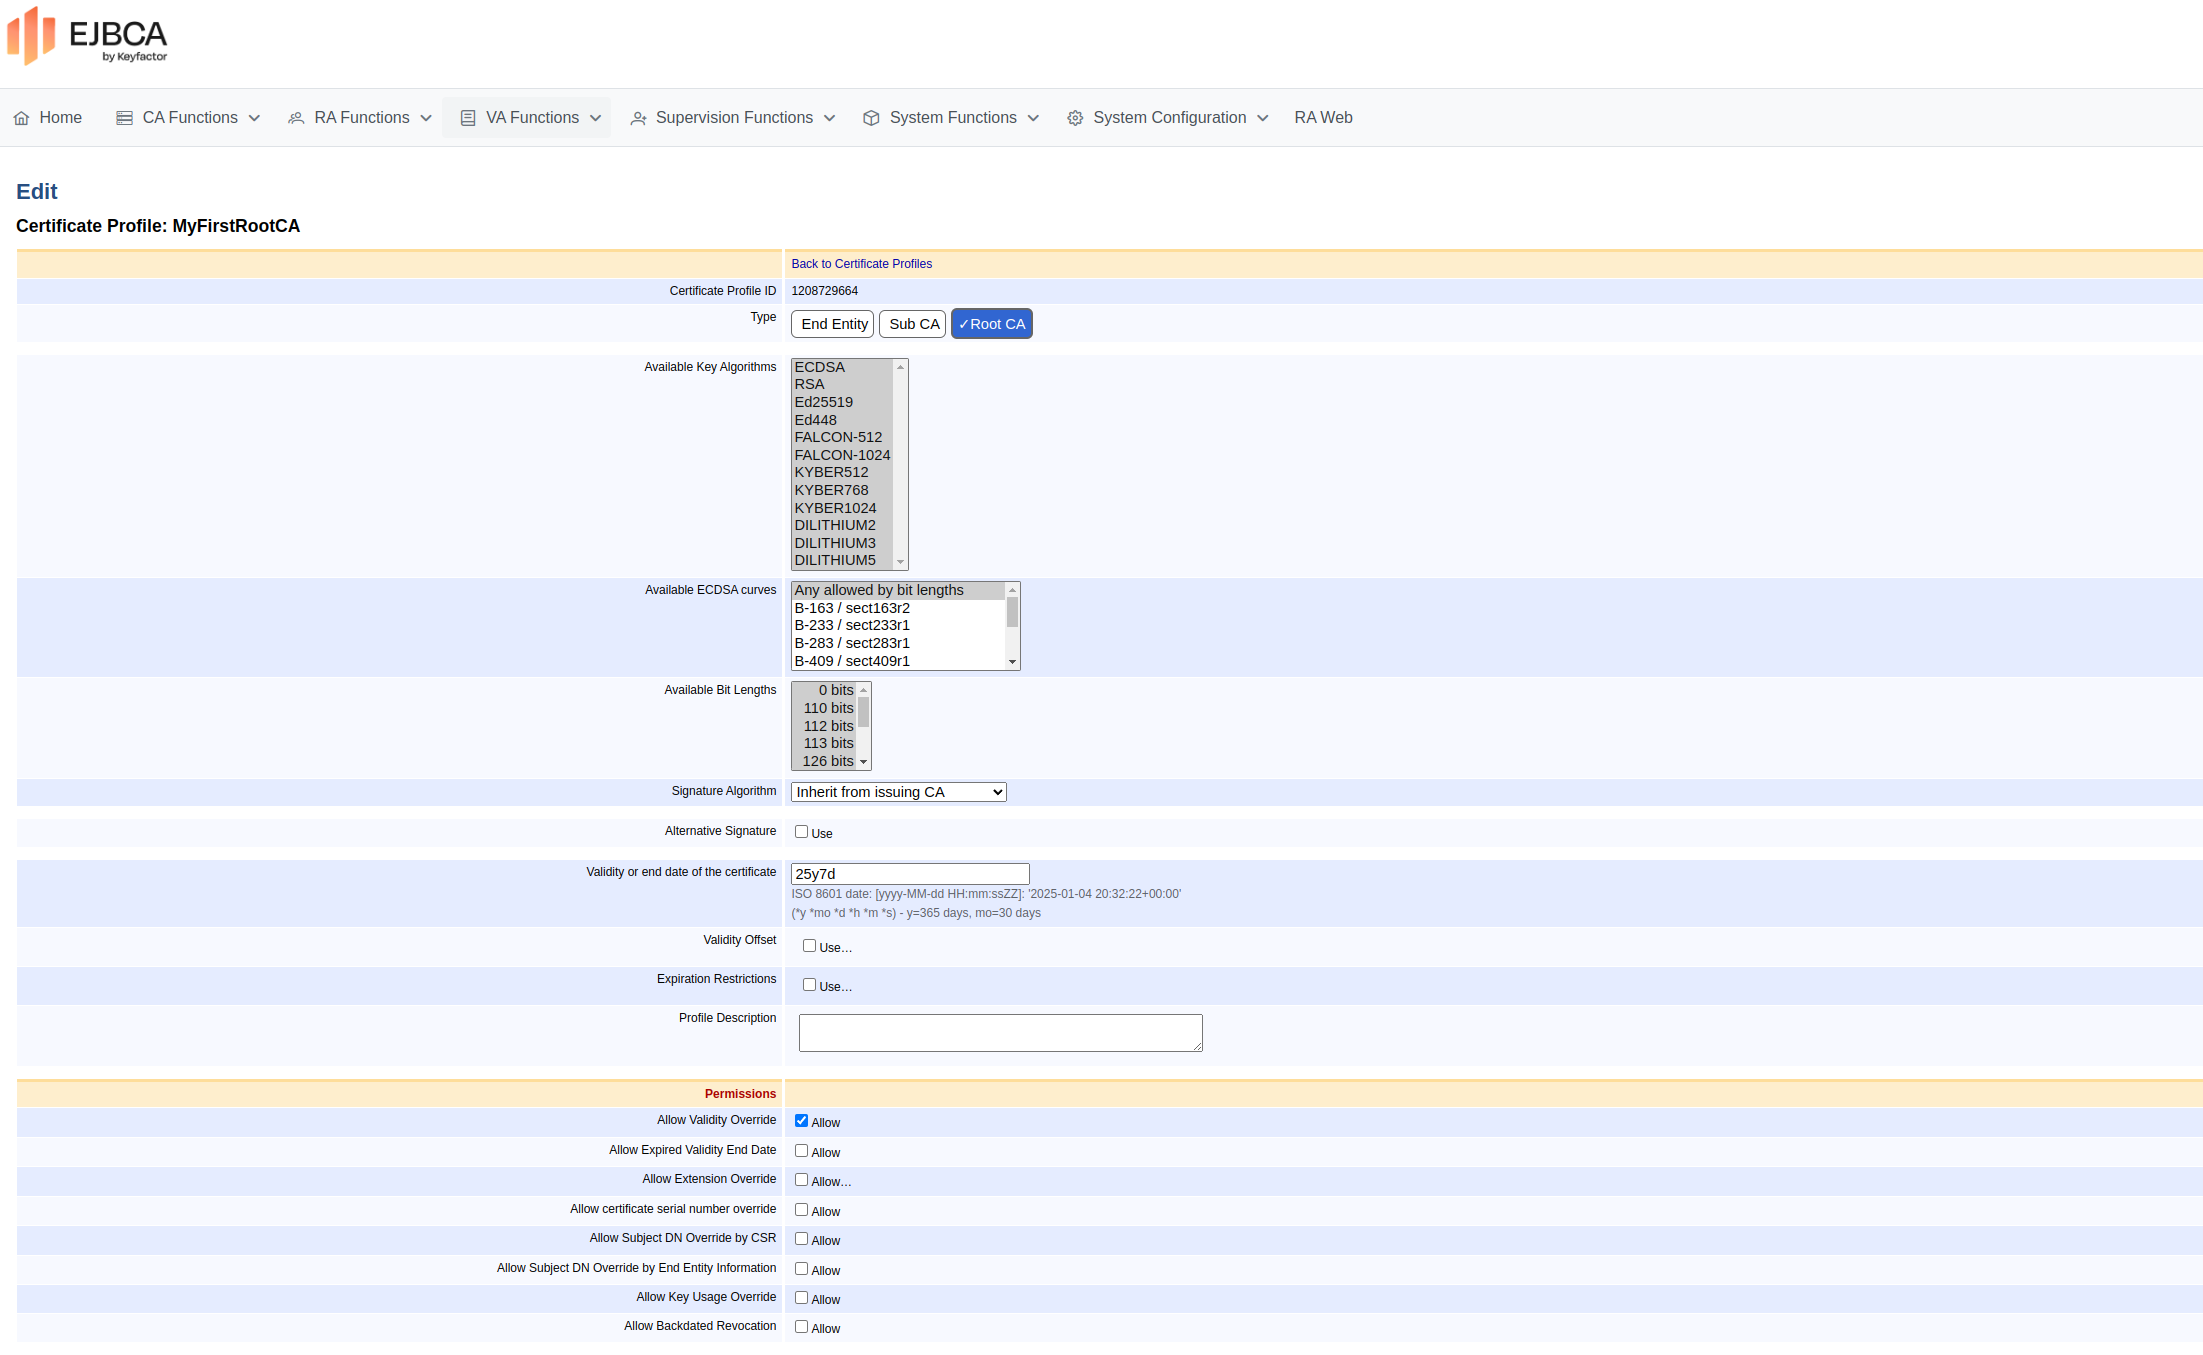 EJBCA
by Keyfactor
Home CA Functions RA Functions VA Functions Supervision Functions System Functions System Configuration RA Web
Edit
Certificate Profile: MyFirstRootCA
Back to Certificate Profiles
Certificate Profile ID 1208729664
Type End Entity Sub CA ✓Root CA
Available Key Algorithms ECDSA
RSA
Ed25519
Ed448
FALCON-512
FALCON-1024
KYBER512
KYBER768
KYBER1024
DILITHIUM2
DILITHIUM3
DILITHIUM5
Available ECDSA curves Any allowed by bit lengths
B-163 / sect163r2
B-233 / sect233r1
B-283 / sect283r1
B-409 / sect409r1
Available Bit Lengths 0 bits
110 bits
112 bits
113 bits
126 bits
Signature Algorithm Inherit from issuing CA
Alternative Signature Use
Validity or end date of the certificate 25y7d
ISO 8601 date: [yyyy-MM-dd HH:mm:ssZZ]: '2025-01-04 20:32:22+00:00'
(*y *mo *d *h *m *s) - y=365 days, mo=30 days
Validity Offset Use…
Expiration Restrictions Use…
Profile Description
Permissions
Allow Validity Override Allow
Allow Expired Validity End Date Allow
Allow Extension Override Allow…
Allow certificate serial number override Allow
Allow Subject DN Override by CSR Allow
Allow Subject DN Override by End Entity Information Allow
Allow Key Usage Override Allow
Allow Backdated Revocation Allow